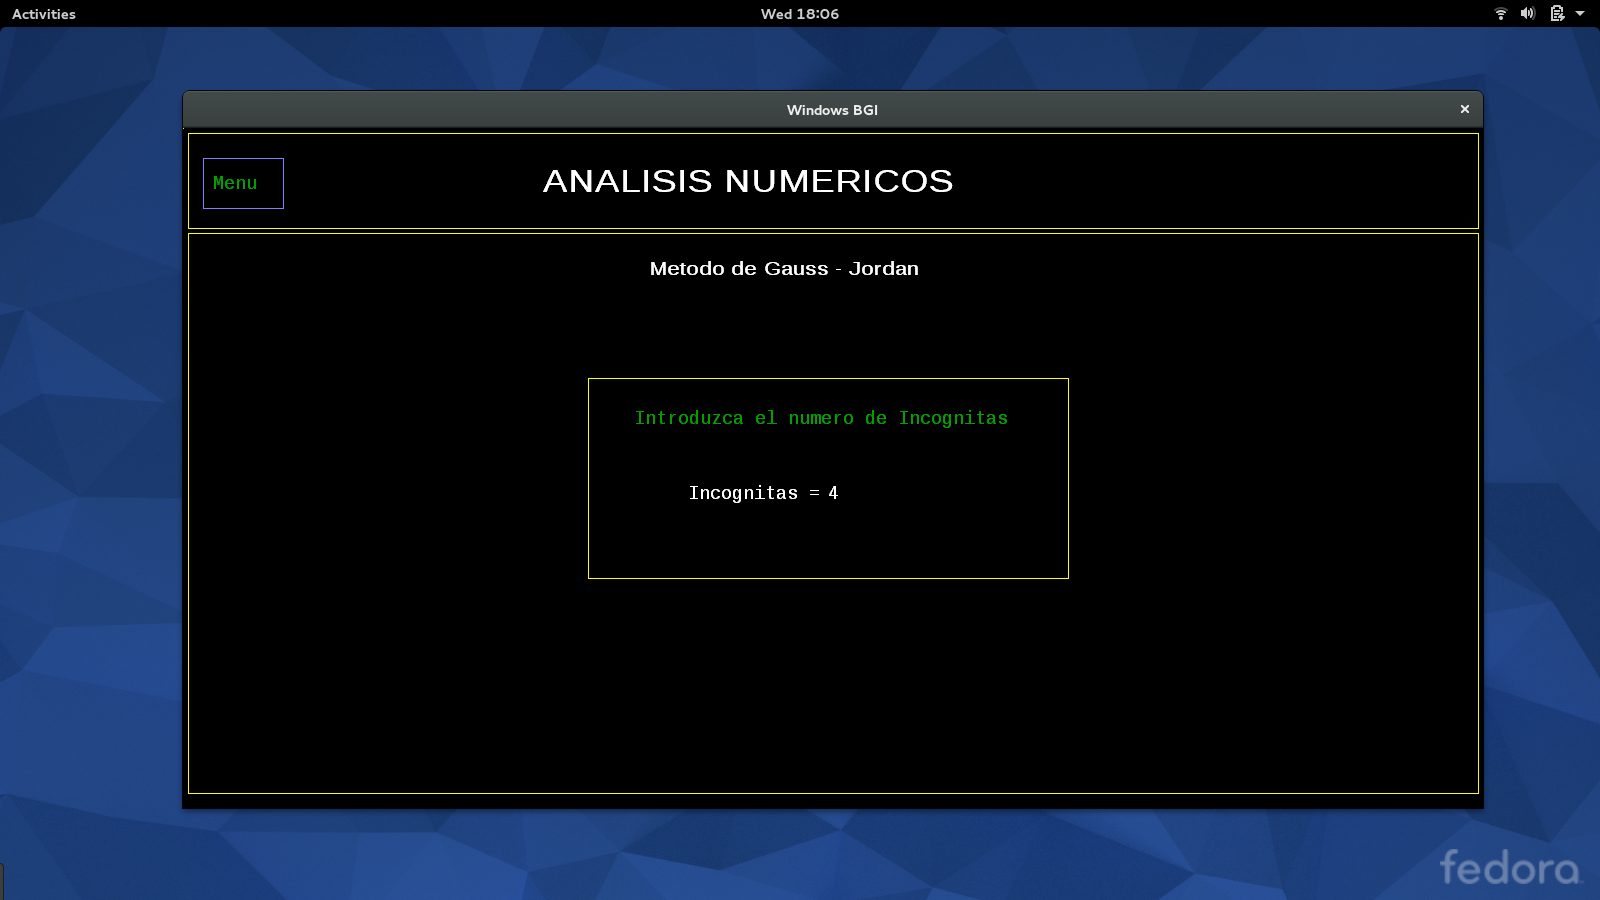 Activities
Wed 18:06
Windows BGI
×
Menu
ANALISIS NUMERICOS
Metodo de Gauss - Jordan
Introduzca el numero de Incognitas
Incognitas = 4
fedora